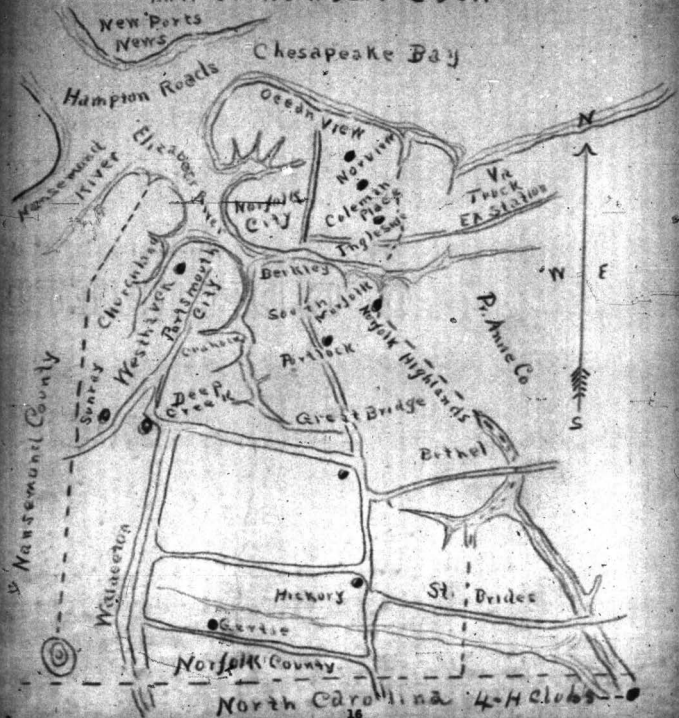 New Ports
News
Chesapeake Bay
Hampton Roads
Ocean View
N
Nansemond
River
Elizabeth River
Norview
Va
Truck
Ex Station
Norfolk
City
Coleman
Place
Ingleside
Churchland
Westhaven
Portsmouth
City
Berkley
W E
South
Norfolk
Norfolk Highlands
Pr. Anne Co
Portlock
Sunray
Deep
Creek
Great Bridge
S
Nansemond County
Bethel
Wallaceton
Hickory
St. Brides
Gertie
Norfolk County
North Carolina 4-H Clubs
16